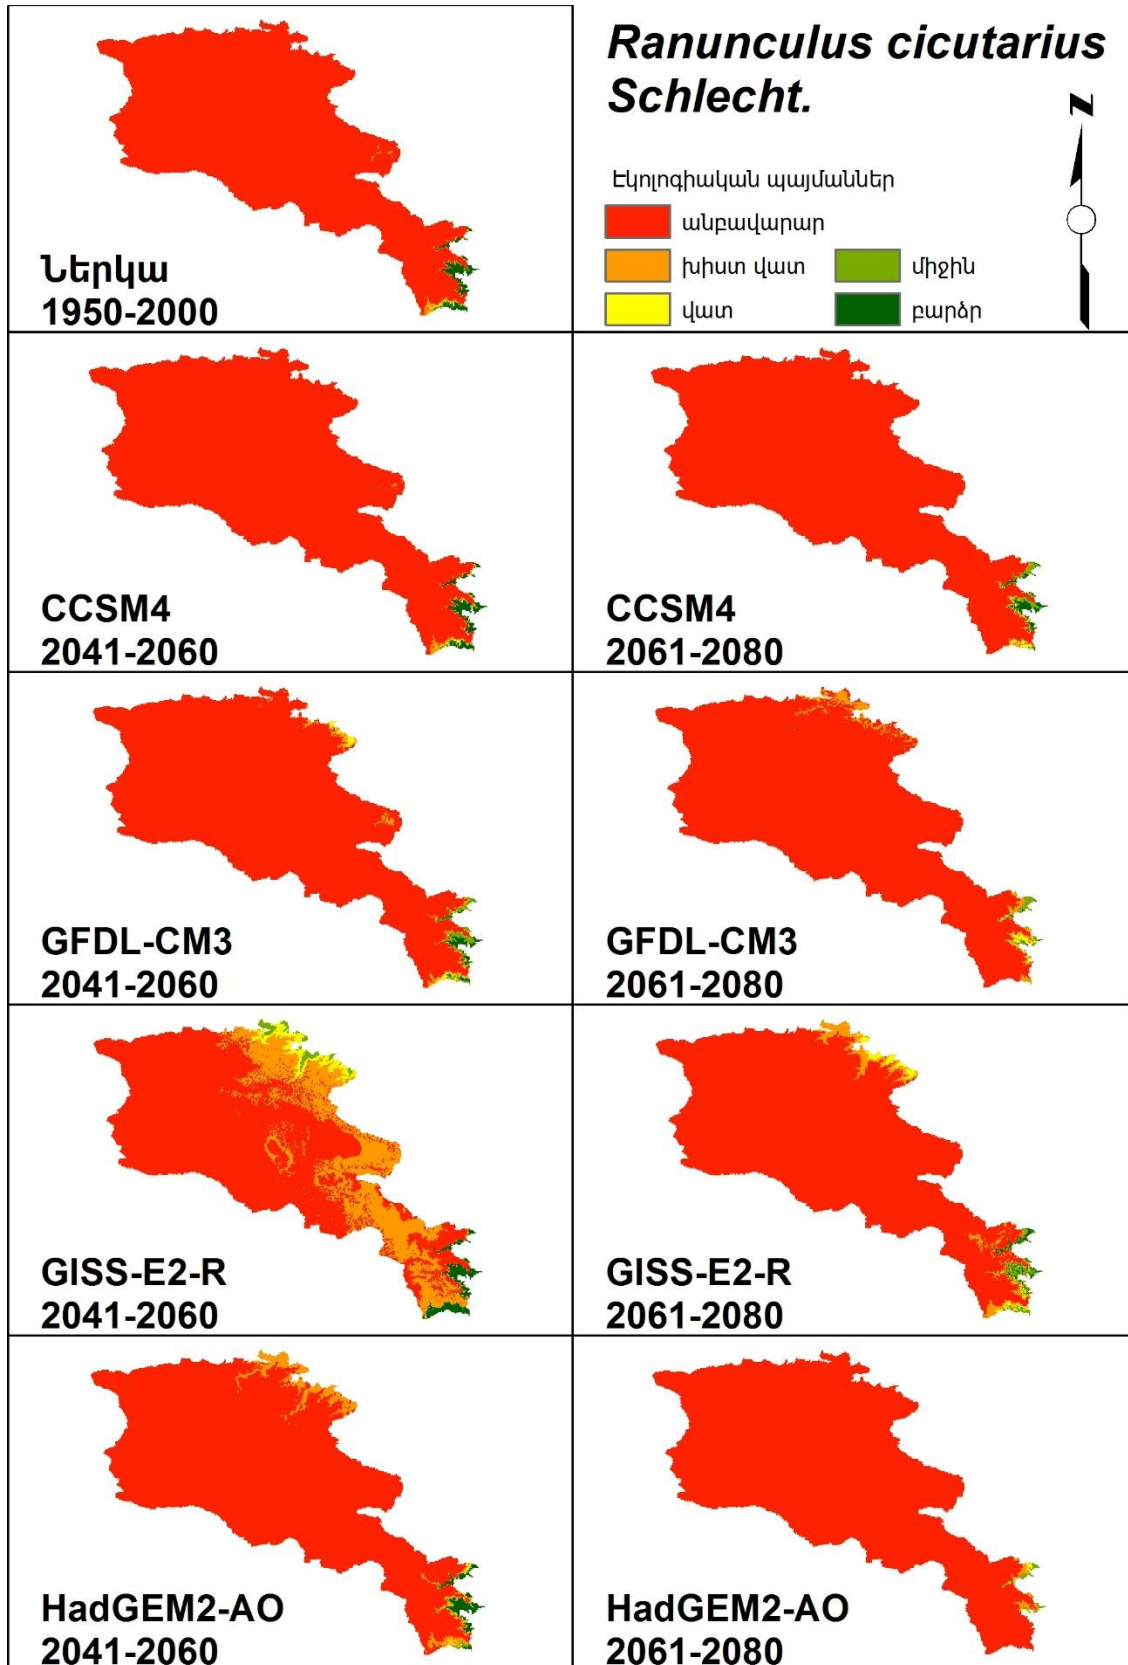 Ranunculus cicutarius
Schlecht.
N
Էկոլոգիական պայմաններ
անբավարար
խիստ վատ
միջին
վատ
բարձր
Ներկա
1950-2000
CCSM4
2041-2060
CCSM4
2061-2080
GFDL-CM3
2041-2060
GFDL-CM3
2061-2080
GISS-E2-R
2041-2060
GISS-E2-R
2061-2080
HadGEM2-AO
2041-2060
HadGEM2-AO
2061-2080